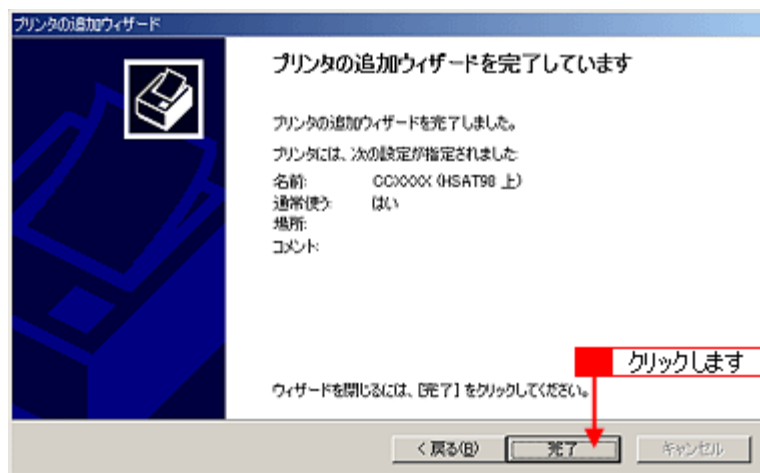 プリンタの追加ウィザード
プリンタの追加ウィザードを完了しています
プリンタの追加ウィザードを完了しました。
プリンタには、次の設定が指定されました:
名前: CCXXXX (HSAT98 上)
通常使う: はい
場所:
コメント:
クリックします
ウィザードを閉じるには、[完了] をクリックしてください。
< 戻る(B) 完了 キャンセル